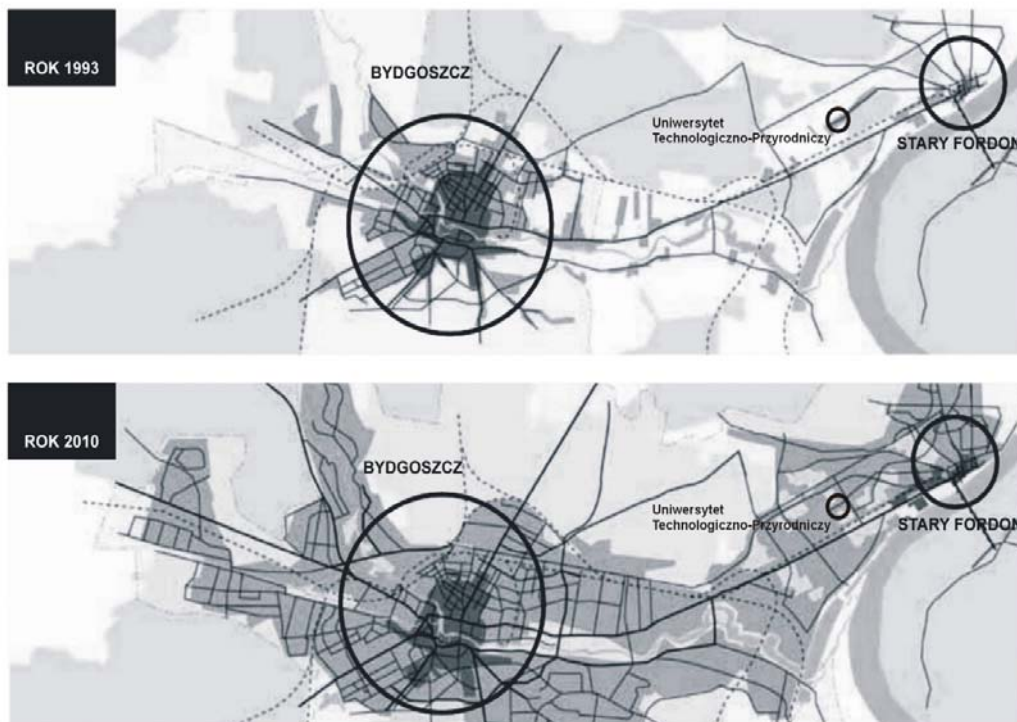 ROK 1993
BYDGOSZCZ
Uniwersytet
Technologiczno-Przyrodniczy
STARY FORDON
ROK 2010
BYDGOSZCZ
Uniwersytet
Technologiczno-Przyrodniczy
STARY FORDON